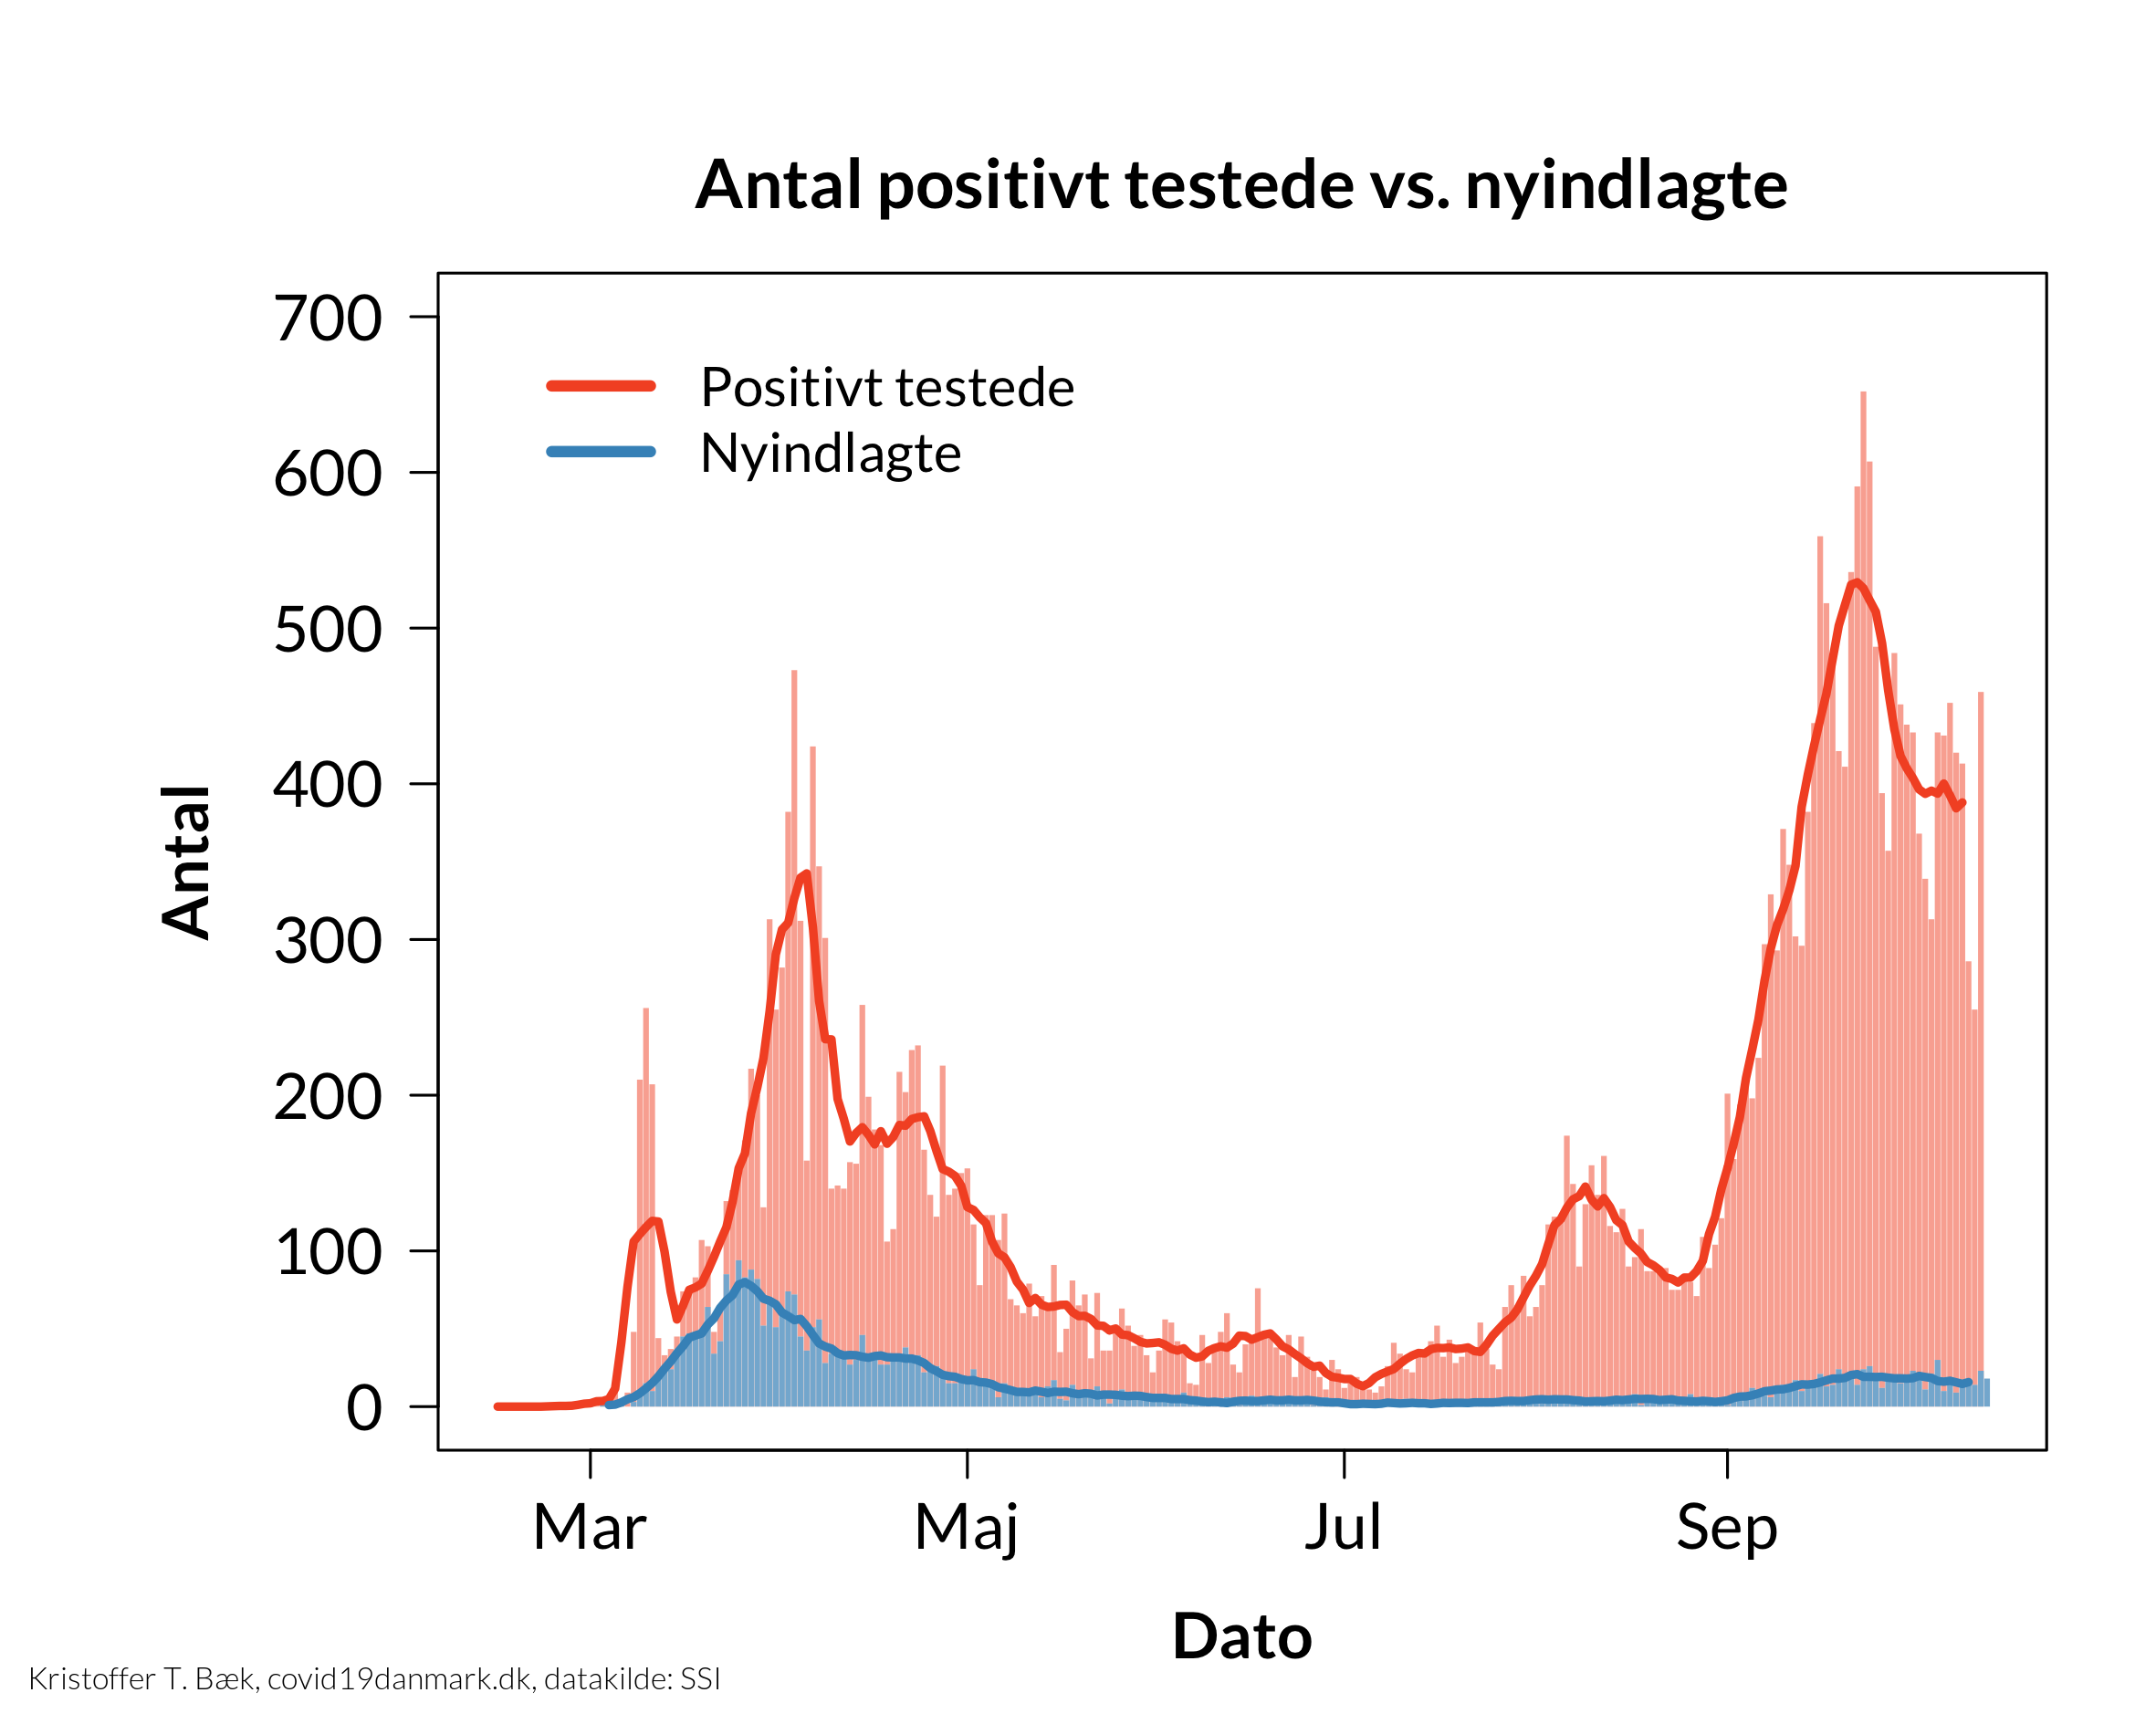 Antal positivt testede vs. nyindlagte
700
600
500
400
300
200
100
0
Antal
Positivt testede
Nyindlagte
Mar
Maj
Jul
Sep
Dato
Kristoffer T. Bæk, covid19danmark.dk, datakilde: SSI